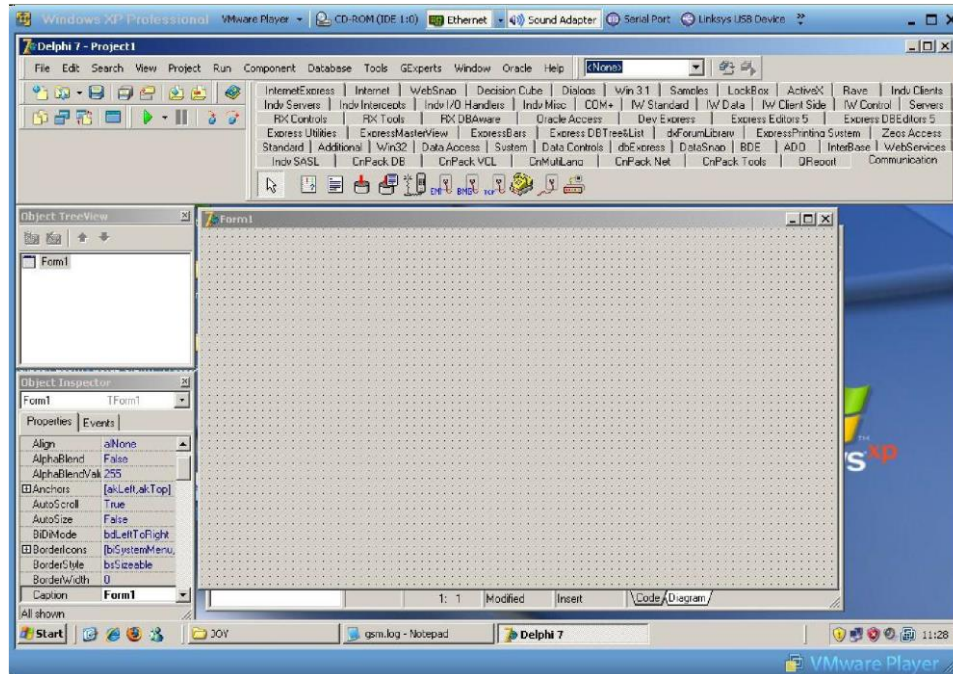 Windows XP Professional VMware Player CD-ROM (IDE 1:0) Ethernet Sound Adapter Serial Port Linksys USB Device
7 Delphi 7 - Project1
File Edit Search View Project Run Component Database Tools GExperts Window Oracle Help <None>
InternetExpress Internet WebSnap Decision Cube Dialogs Win 3.1 Samples LockBox ActiveX Rave Indy Clients
Indy Servers Indy Intercepts Indy I/O Handlers Indy Misc COM+ IW Standard IW Data IW Client Side IW Control Servers
RX Controls RX Tools RX DBAware Oracle Access Dev Express Express Editors 5 Express DBEditors 5
Express Utilities ExpressMasterView ExpressBars Express DBTree&List dxForumLibrary ExpressPrinting System Zeos Access
Standard Additional Win32 Data Access System Data Controls dbExpress DataSnap BDE ADO InterBase WebServices
Indy SASL CnPack DB CnPack VCL CnMultiLang CnPack Net CnPack Tools QReport Communication
Object TreeView
Form1
7 Form1
Object Inspector
Form1 TForm1
Properties Events
Align alNone
AlphaBlend False
AlphaBlendVal 255
Anchors [akLeft,akTop]
AutoScroll True
AutoSize False
BiDiMode bdLeftToRight
BorderIcons [biSystemMenu,
BorderStyle bsSizeable
BorderWidth 0
Caption Form1
All shown
1: 1 Modified Insert Code Diagram
s xp
Start JOY gsm.log - Notepad Delphi 7 11:28
VMware Player